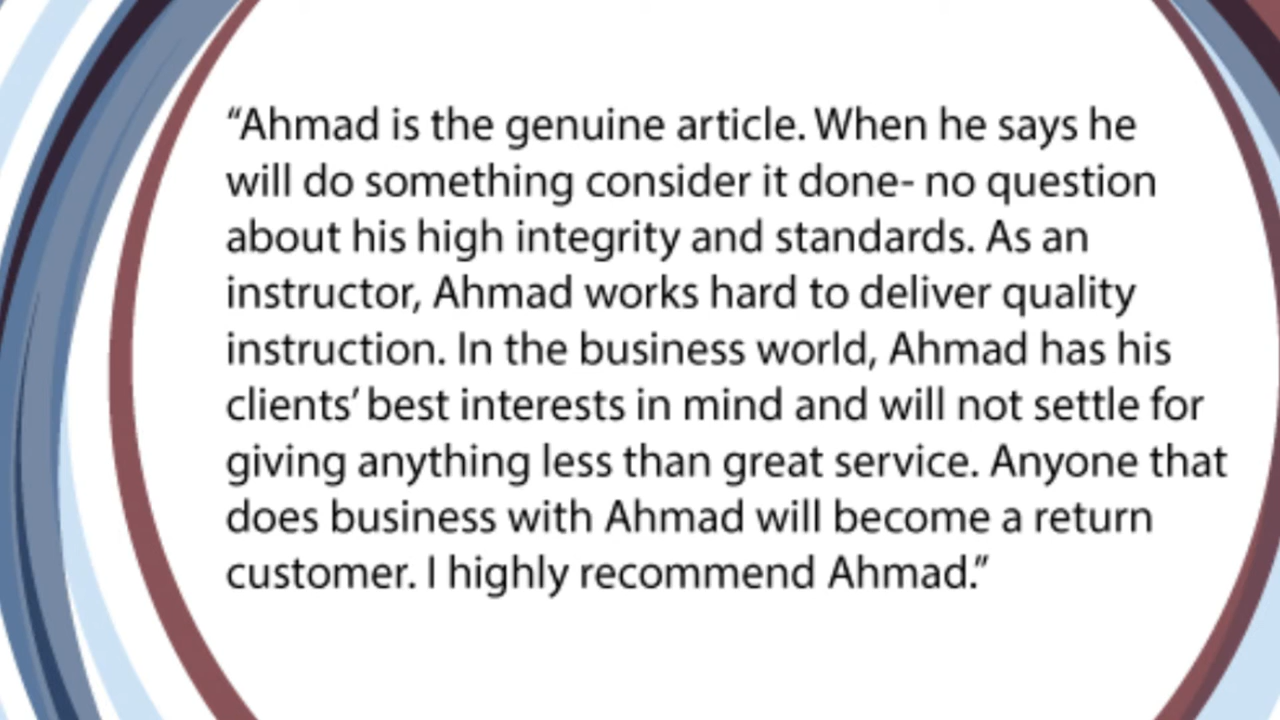 “Ahmad is the genuine article. When he says he
will do something consider it done- no question
about his high integrity and standards. As an
instructor, Ahmad works hard to deliver quality
instruction. In the business world, Ahmad has his
clients’ best interests in mind and will not settle for
giving anything less than great service. Anyone that
does business with Ahmad will become a return
customer. I highly recommend Ahmad.”